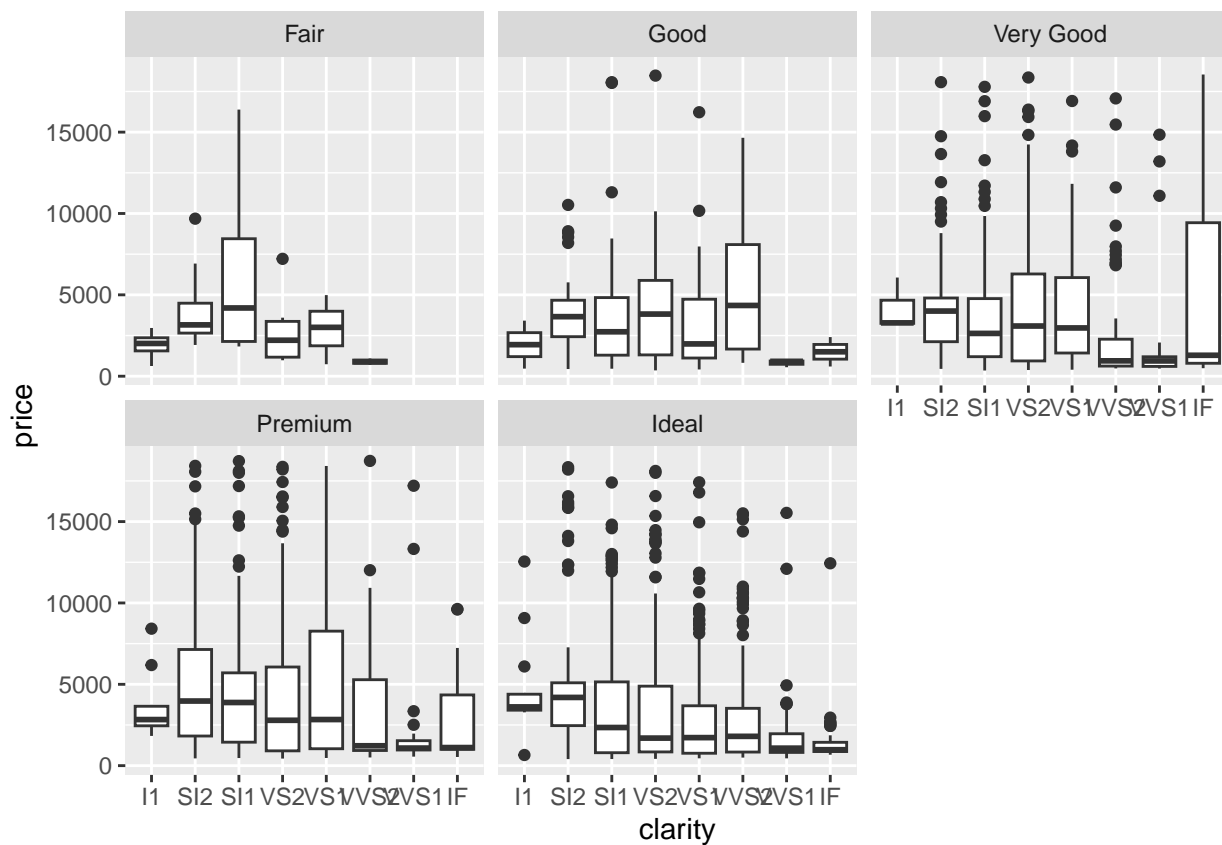 Fair
Good
Very Good
15000
10000
5000
0
I1 SI2 SI1 VS2 VS1 VVS2 VVS1 IF
price
Premium
Ideal
15000
10000
5000
0
I1 SI2 SI1 VS2 VS1 VVS2 VVS1 IF
I1 SI2 SI1 VS2 VS1 VVS2 VVS1 IF
clarity